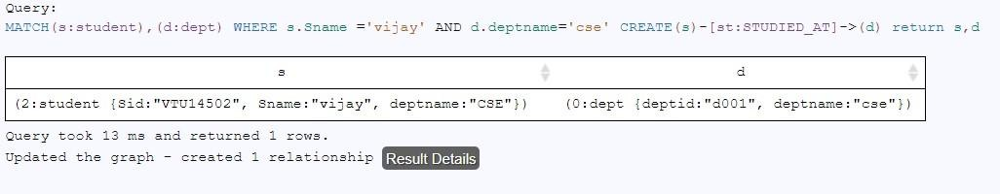 Query:
MATCH(s:student),(d:dept) WHERE s.Sname ='vijay' AND d.deptname='cse' CREATE(s)-[st:STUDIED_AT]->(d) return s,d
s d
(2:student {Sid:"VTU14502", Sname:"vijay", deptname:"CSE"}) (0:dept {deptid:"d001", deptname:"cse"})
Query took 13 ms and returned 1 rows.
Updated the graph - created 1 relationship Result Details